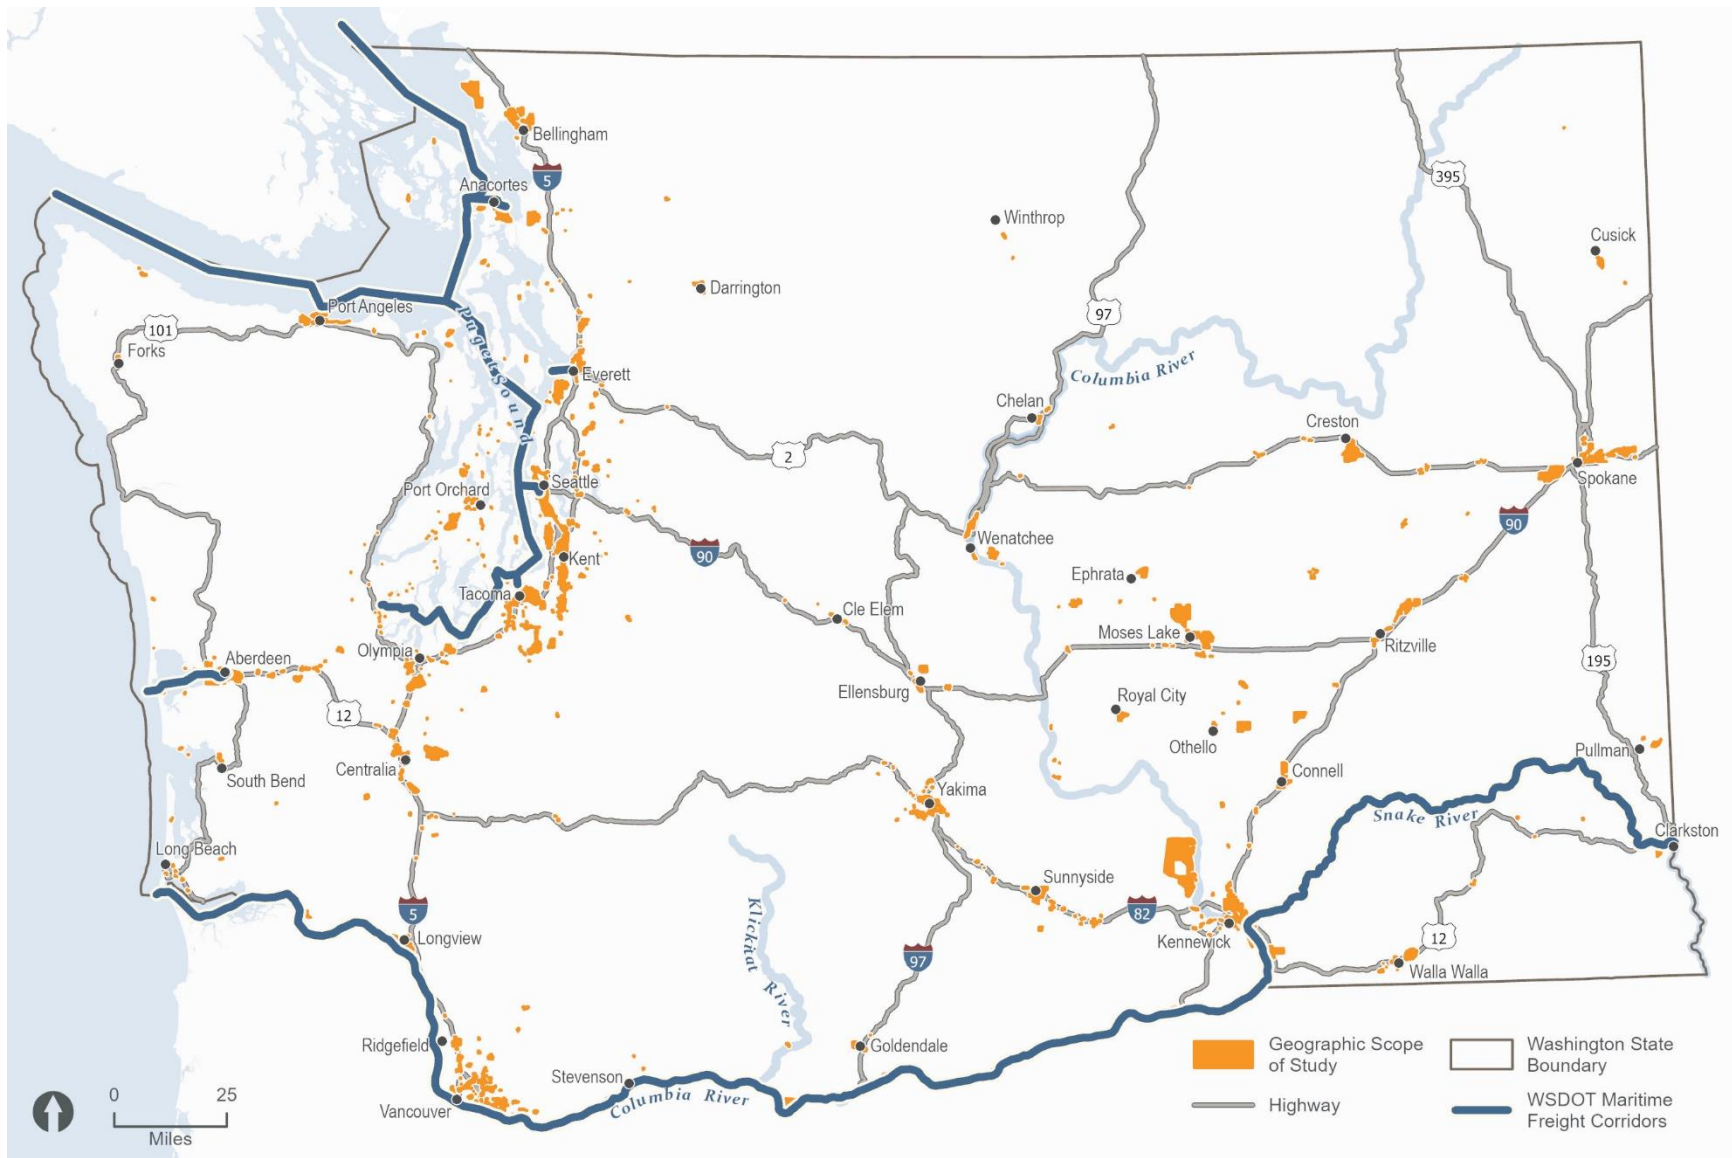 Bellingham
5
Anacortes
395
Winthrop
Cusick
Darrington
Port Angeles
Puget Sound
97
101
Forks
Everett
Columbia River
Chelan
Creston
2
Seattle
Port Orchard
Spokane
90
Wenatchee
90
Kent
Ephrata
Tacoma
Cle Elem
Moses Lake
Ritzville
Olympia
Aberdeen
195
Ellensburg
Royal City
12
Othello
Pullman
Centralia
South Bend
Connell
Yakima
Snake River
Clarkston
Long Beach
Sunnyside
Klickitat River
5
82
Longview
Kennewick
12
97
Walla Walla
Ridgefield
Goldendale
Stevenson
Columbia River
Vancouver
0 25
Miles
Geographic Scope
of Study
Highway
Washington State
Boundary
WSDOT Maritime
Freight Corridors